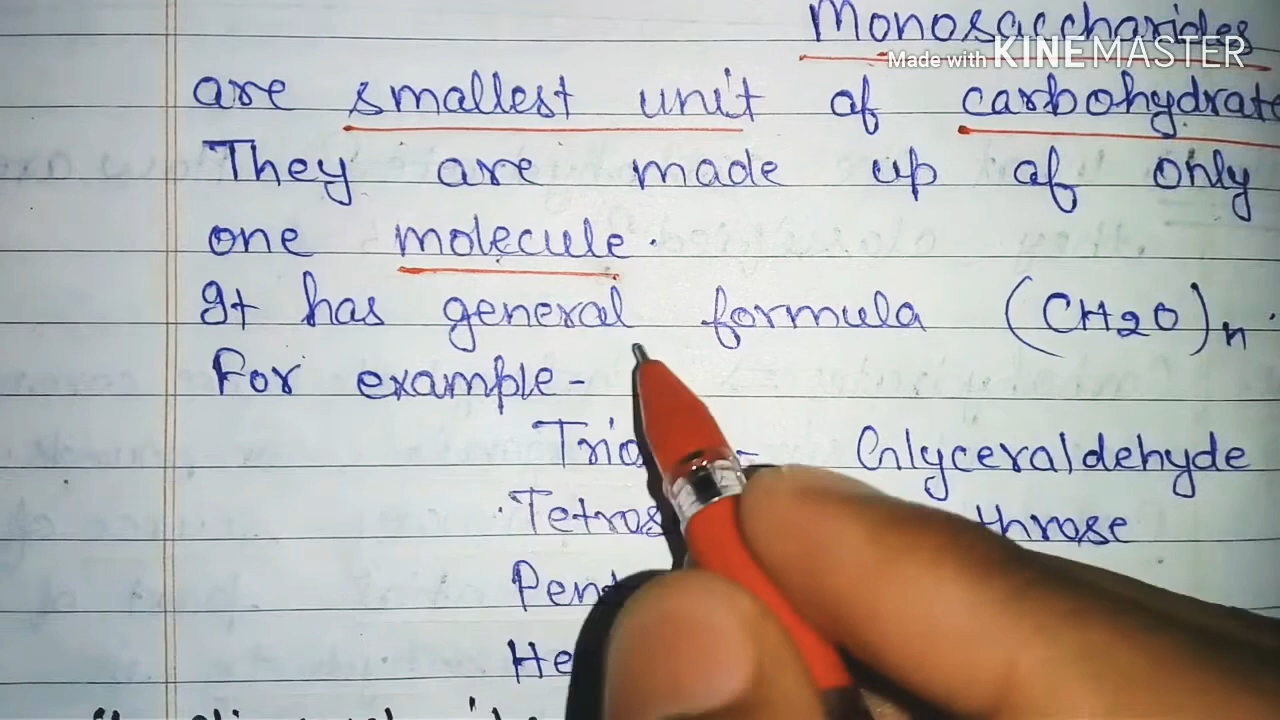 Monosaccharides
Made with KINEMASTER
are smallest unit of carbohydrate
They are made up of only
one molecule.
It has general formula (CH2O)n.
For example-
- Glyceraldehyde
Tetros throse
Pen
He